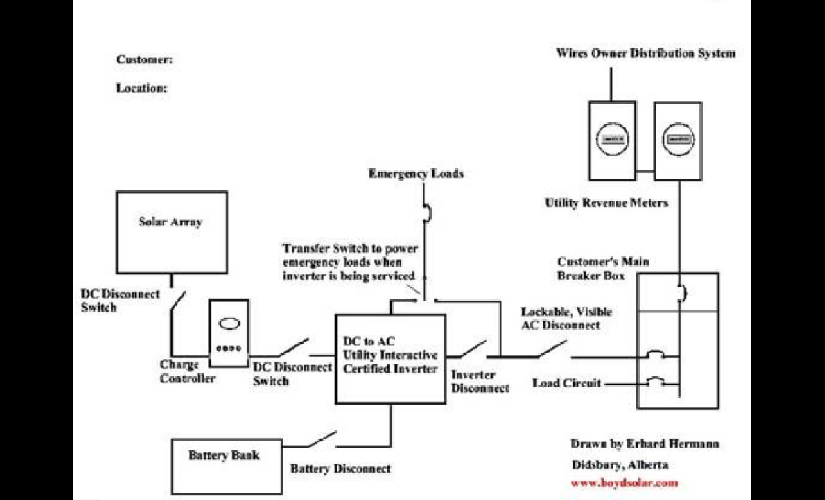 Customer:
Location:
Wires Owner Distribution System
Emergency Loads
Utility Revenue Meters
Solar Array
Transfer Switch to power
emergency loads when
inverter is being serviced
Customer's Main
Breaker Box
DC Disconnect
Switch
Lockable, Visible
AC Disconnect
DC to AC
Utility Interactive
Certified Inverter
Charge
Controller
DC Disconnect
Switch
Inverter
Disconnect
Load Circuit
Battery Bank
Battery Disconnect
Drawn by Erhard Hermann
Didsbury, Alberta
www.boydsolar.com